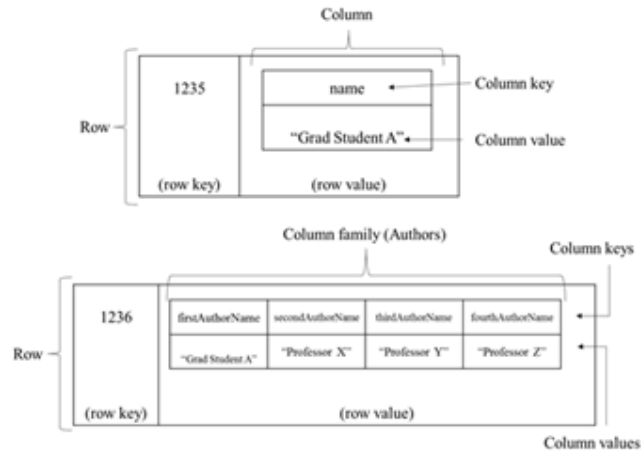 Column
1235
name
Column key
Row
“Grad Student A”
Column value
(row key)
(row value)
Column family (Authors)
Column keys
1236
firstAuthorName
secondAuthorName
thirdAuthorName
fourthAuthorName
Row
“Grad Student A”
“Professor X”
“Professor Y”
“Professor Z”
(row key)
(row value)
Column values